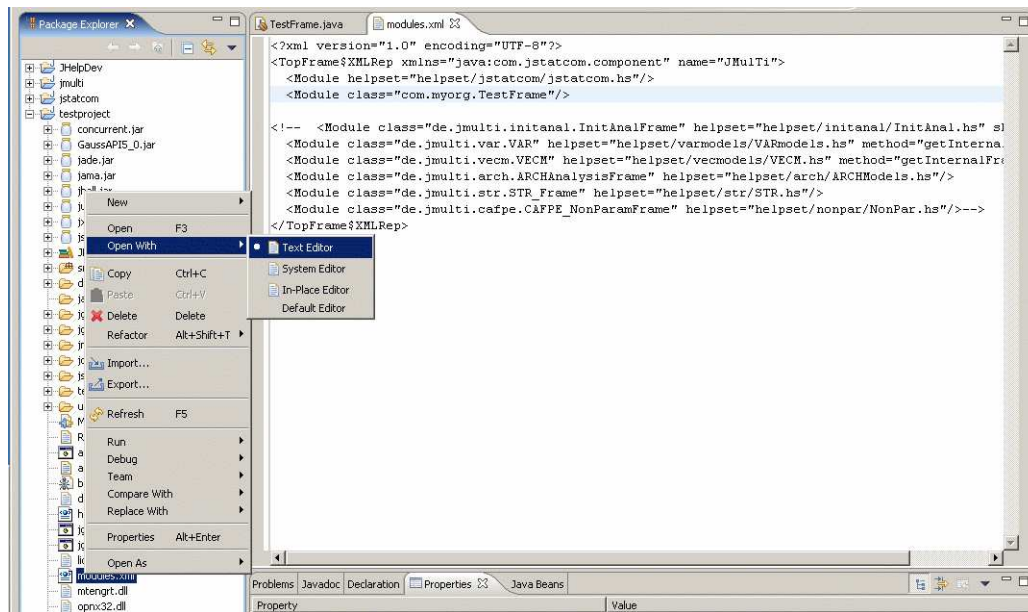 Package Explorer
JHelpDev
jmulti
jstatcom
testproject
concurrent.jar
GaussAPI5_0.jar
jade.jar
jama.jar
New
Open F3
Open With
Copy Ctrl+C
Paste Ctrl+V
Delete Delete
Refactor Alt+Shift+T
Import...
Export...
Refresh F5
Run
Debug
Team
Compare With
Replace With
Properties Alt+Enter
Open As
modules.xml
mtengrt.dll
opnx32.dll
Text Editor
System Editor
In-Place Editor
Default Editor
TestFrame.java modules.xml
<?xml version="1.0" encoding="UTF-8"?>
<TopFrame$XMLRep xmlns="java:com.jstatcom.component" name="JMulTi">
<Module helpset="helpset/jstatcom/jstatcom.hs"/>
<Module class="com.myorg.TestFrame"/>
<!-- <Module class="de.jmulti.initanal.InitAnalFrame" helpset="helpset/initanal/InitAnal.hs"
<Module class="de.jmulti.var.VAR" helpset="helpset/varmodels/VARmodels.hs" method="getInterna
<Module class="de.jmulti.vecm.VECM" helpset="helpset/vecmodels/VECM.hs" method="getInternalFr
<Module class="de.jmulti.arch.ARCHAnalysisFrame" helpset="helpset/arch/ARCHModels.hs"/>
<Module class="de.jmulti.str.STR_Frame" helpset="helpset/str/STR.hs"/>
<Module class="de.jmulti.cafpe.CAFPE_NonParamFrame" helpset="helpset/nonpar/NonPar.hs"/>-->
</TopFrame$XMLRep>
Problems Javadoc Declaration Properties Java Beans
Property Value